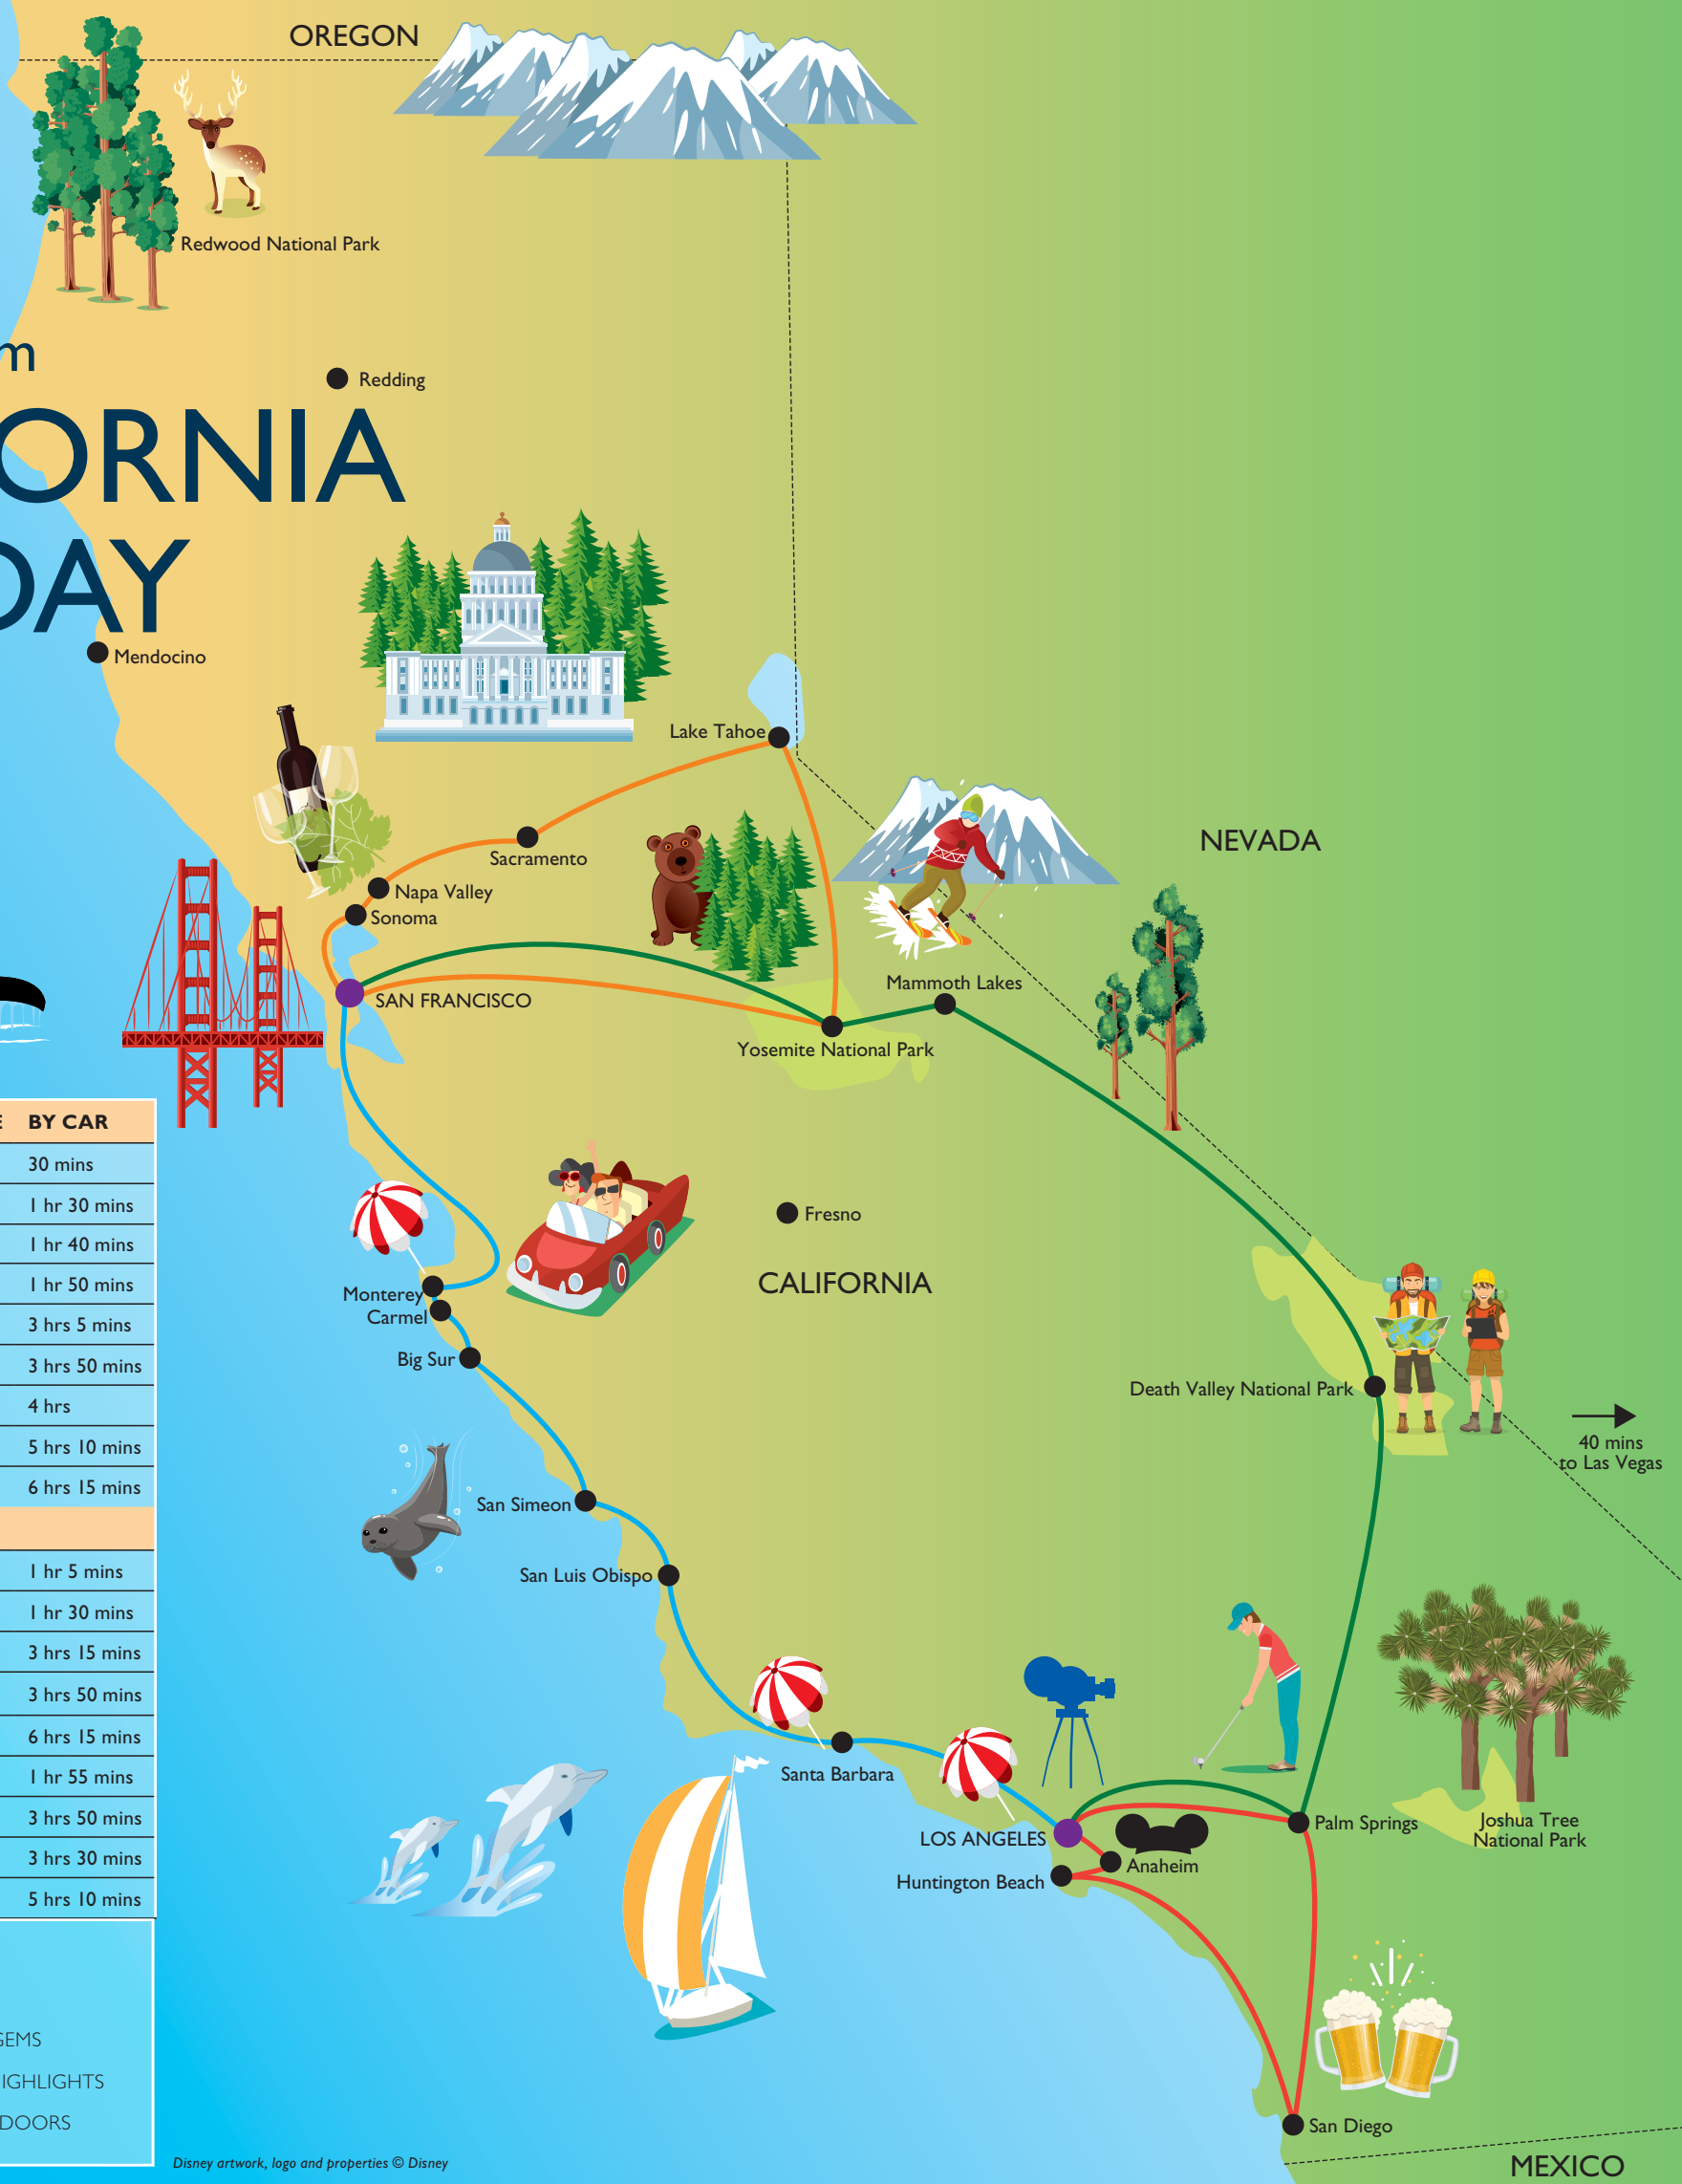 OREGON
Redwood National Park
m
Redding
ORNIA
DAY
Mendocino
Lake Tahoe
NEVADA
Sacramento
Napa Valley
Sonoma
Mammoth Lakes
SAN FRANCISCO
Yosemite National Park
E BY CAR
30 mins
1 hr 30 mins
1 hr 40 mins
1 hr 50 mins
3 hrs 5 mins
3 hrs 50 mins
4 hrs
5 hrs 10 mins
6 hrs 15 mins
1 hr 5 mins
1 hr 30 mins
3 hrs 15 mins
3 hrs 50 mins
6 hrs 15 mins
1 hr 55 mins
3 hrs 50 mins
3 hrs 30 mins
5 hrs 10 mins
GEMS
IGHLIGHTS
DOORS
Fresno
CALIFORNIA
Monterey
Carmel
Big Sur
Death Valley National Park
40 mins
to Las Vegas
San Simeon
San Luis Obispo
Santa Barbara
LOS ANGELES
Palm Springs
Joshua Tree
National Park
Anaheim
Huntington Beach
San Diego
MEXICO
Disney artwork, logo and properties © Disney